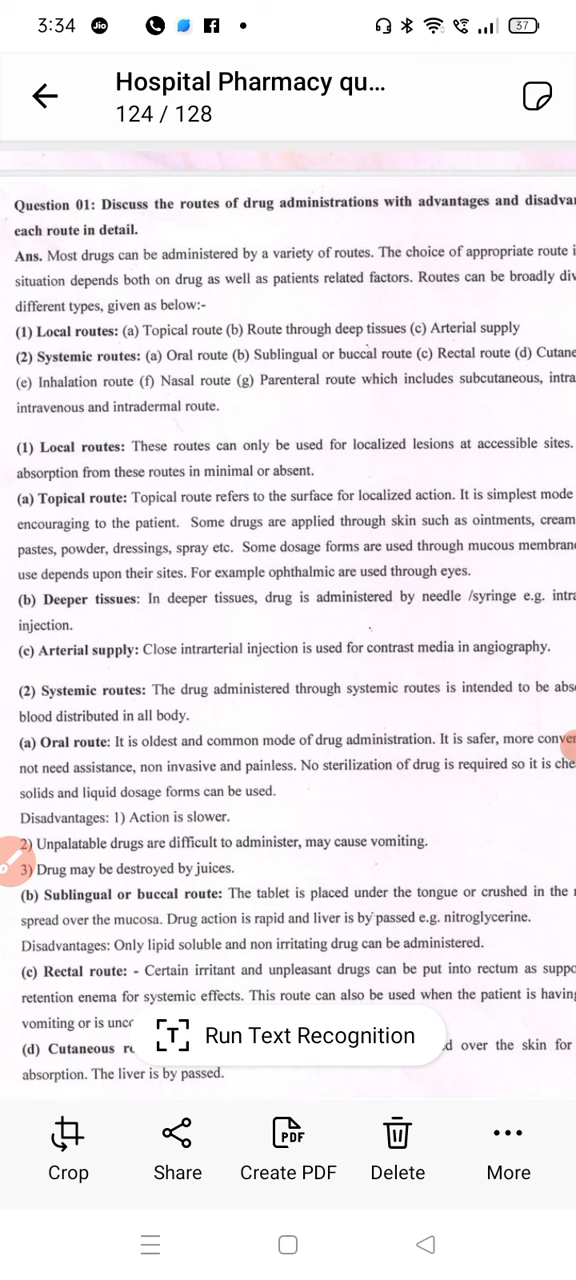 3:34 Jio 37
Hospital Pharmacy qu...
124 / 128
Question 01: Discuss the routes of drug administrations with advantages and
each route in detail.
Ans. Most drugs can be administered by a variety of routes. The choice of appropriate route
situation depends both on drug as well as patients related factors. Routes can be broadly
different types, given as below:-
(1) Local routes: (a) Topical route (b) Route through deep tissues (c) Arterial supply
(2) Systemic routes: (a) Oral route (b) Sublingual or buccal route (c) Rectal route (d)
(e) Inhalation route (f) Nasal route (g) Parenteral route which includes subcutaneous,
intravenous and intradermal route.
(1) Local routes: These routes can only be used for localized lesions at accessible sites.
absorption from these routes in minimal or absent.
(a) Topical route: Topical route refers to the surface for localized action. It is simplest mode
encouraging to the patient. Some drugs are applied through skin such as ointments, cream
pastes, powder, dressings, spray etc. Some dosage forms are used through mucous
use depends upon their sites. For example ophthalmic are used through eyes.
(b) Deeper tissues: In deeper tissues, drug is administered by needle /syringe e.g.
injection.
(c) Arterial supply: Close intrarterial injection is used for contrast media in angiography.
(2) Systemic routes: The drug administered through systemic routes is intended to be
blood distributed in all body.
(a) Oral route: It is oldest and common mode of drug administration. It is safer, more
not need assistance, non invasive and painless. No sterilization of drug is required so it is
solids and liquid dosage forms can be used.
Disadvantages: 1) Action is slower.
2) Unpalatable drugs are difficult to administer, may cause vomiting.
3) Drug may be destroyed by juices.
(b) Sublingual or buccal route: The tablet is placed under the tongue or crushed in the
spread over the mucosa. Drug action is rapid and liver is by passed e.g. nitroglycerine.
Disadvantages: Only lipid soluble and non irritating drug can be administered.
(c) Rectal route: - Certain irritant and unpleasant drugs can be put into rectum as
retention enema for systemic effects. This route can also be used when the patient is
vomiting or is
(d) Cutaneous over the skin for
absorption. The liver is by passed.
Run Text Recognition
Crop Share Create PDF Delete More